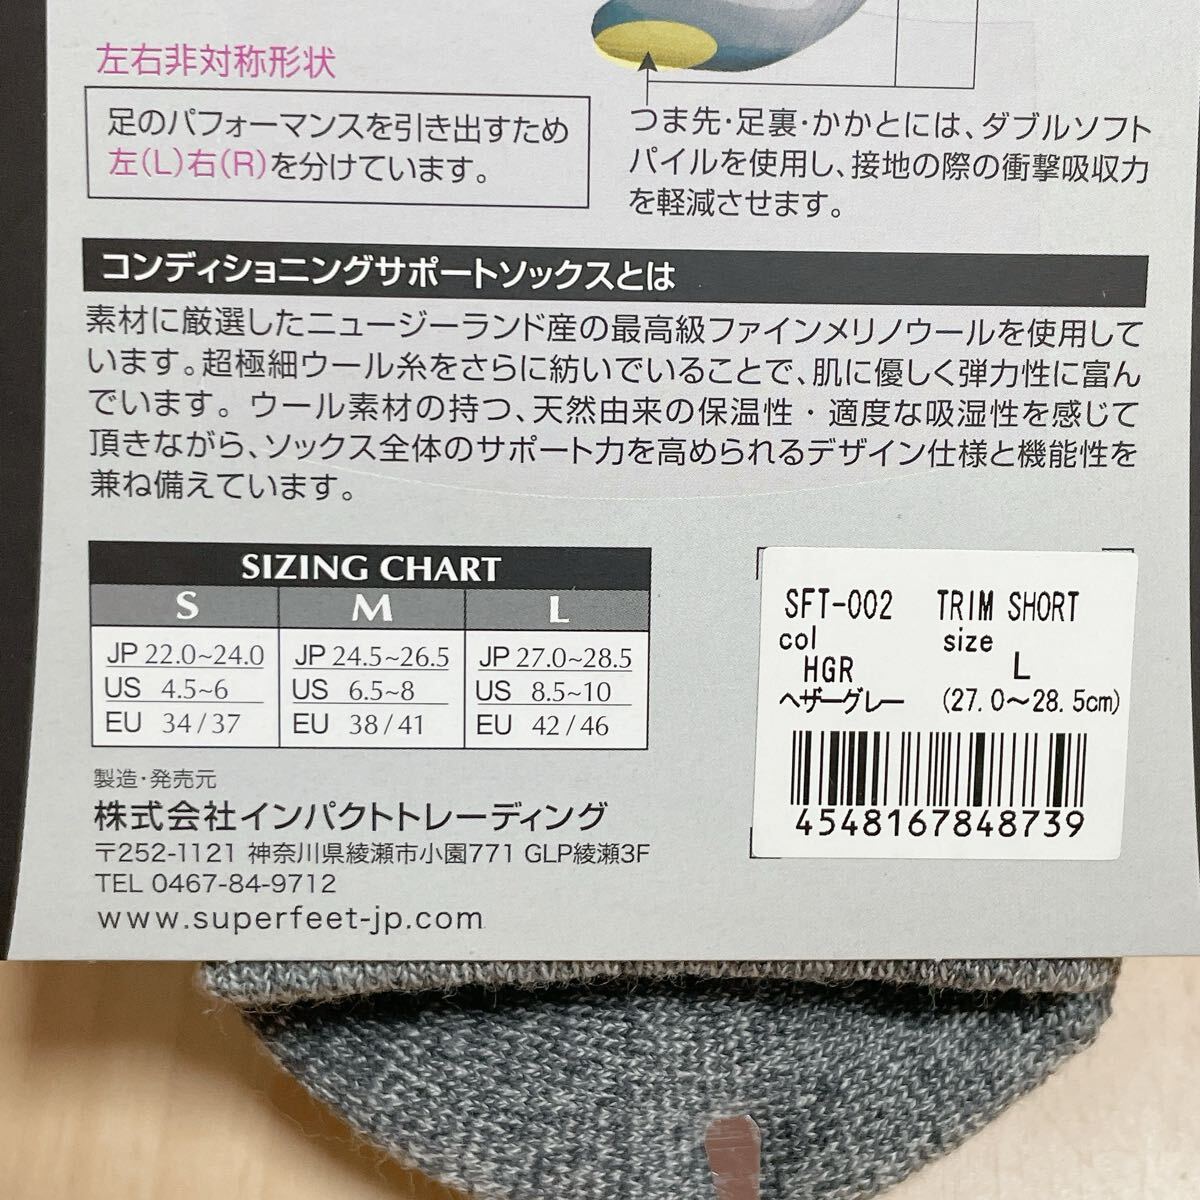 左右非対称形状
足のパフォーマンスを引き出すため
左(L)右(R)を分けています。
つま先・足裏・かかとには、ダブルソフト
パイルを使用し、接地の際の衝撃吸収力
を軽減させます。
コンディショニングサポートソックスとは
素材に厳選したニュージーランド産の最高級ファインメリノウールを使用して
います。超極細ウール糸をさらに紡いでいることで、肌に優しく弾力性に富ん
でいます。ウール素材の持つ、天然由来の保温性・適度な吸湿性を感じて
頂きながら、ソックス全体のサポート力を高められるデザイン仕様と機能性を
兼ね備えています。
SIZING CHART
S M L
JP 22.0~24.0 JP 24.5~26.5 JP 27.0~28.5
US 4.5~6 US 6.5~8 US 8.5~10
EU 34/37 EU 38/41 EU 42/46
製造・発売元
株式会社インパクトトレーディング
〒252-1121 神奈川県綾瀬市小園771 GLP綾瀬3F
TEL 0467-84-9712
www.superfeet-jp.com
SFT-002 TRIM SHORT
col size
HGR L
ヘザーグレー (27.0〜28.5cm)
4548167848739